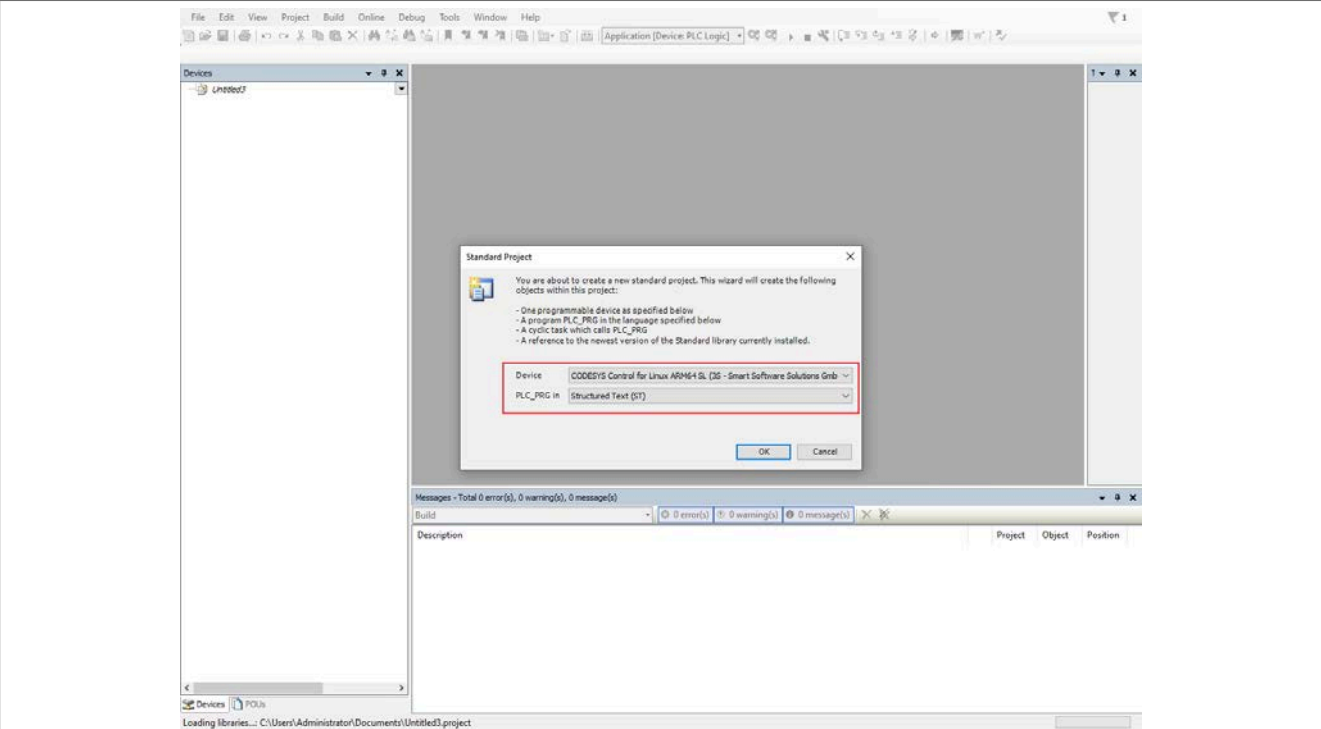 File Edit View Project Build Online Debug Tools Window Help
1
Application [Device: PLC Logic]
Devices
Untitled3
Standard Project
You are about to create a new standard project. This wizard will create the following
objects within this project:
- One programmable device as specified below
- A program PLC_PRG in the language specified below
- A cyclic task which calls PLC_PRG
- A reference to the newest version of the Standard library currently installed.
Device CODESYS Control for Linux ARM64 SL (3S - Smart Software Solutions Gmb
PLC_PRG in Structured Text (ST)
OK Cancel
Messages - Total 0 error(s), 0 warning(s), 0 message(s)
Build 0 error(s) 0 warning(s) 0 message(s)
Description Project Object Position
Devices POUs
Loading libraries...: C:\Users\Administrator\Documents\Untitled3.project